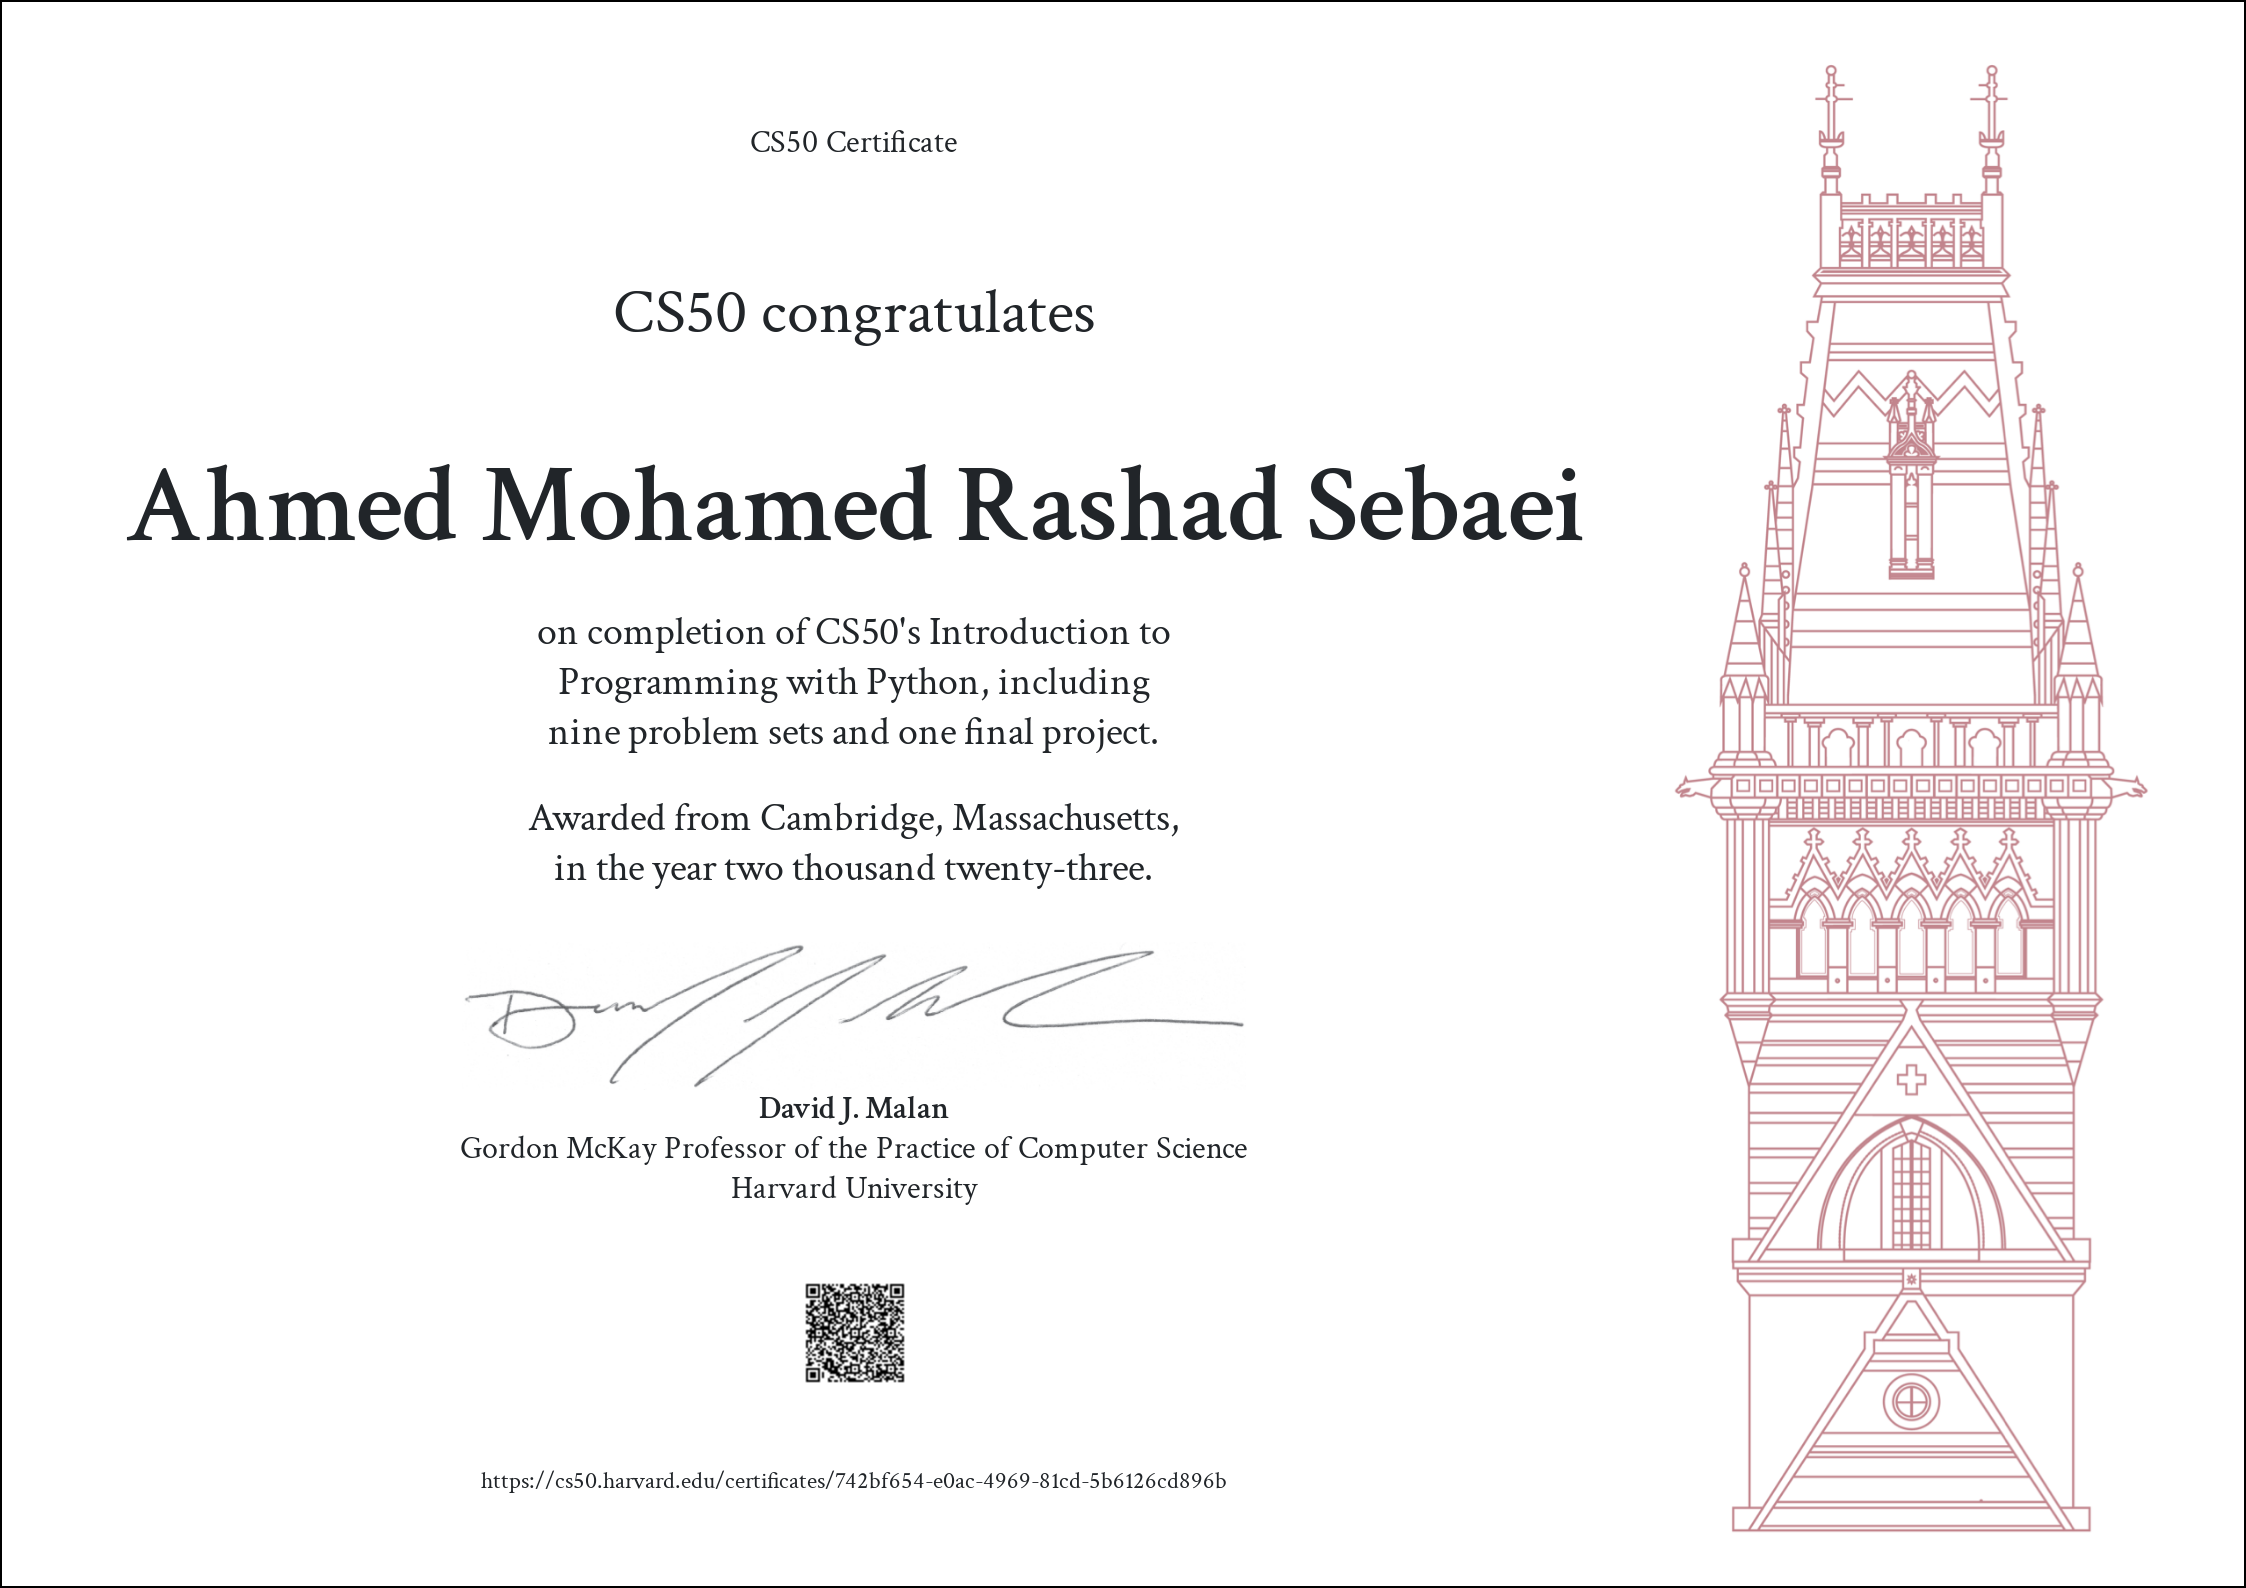 CS50 Certificate
CS50 congratulates
Ahmed Mohamed Rashad Sebaei
on completion of CS50's Introduction to
Programming with Python, including
nine problem sets and one final project.
Awarded from Cambridge, Massachusetts,
in the year two thousand twenty-three.
David J. Malan
Gordon McKay Professor of the Practice of Computer Science
Harvard University
https://cs50.harvard.edu/certificates/742bf654-e0ac-4969-81cd-5b6126cd896b